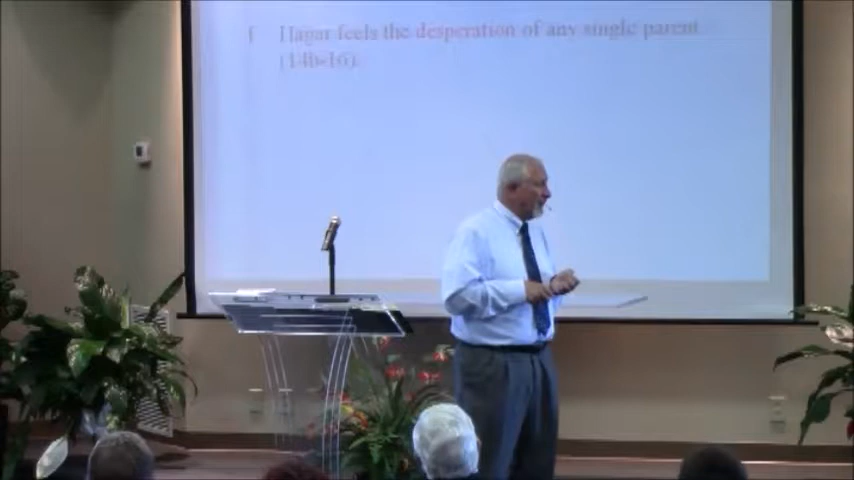 f Hagar feels the desperation of any single parent
(14b-16).